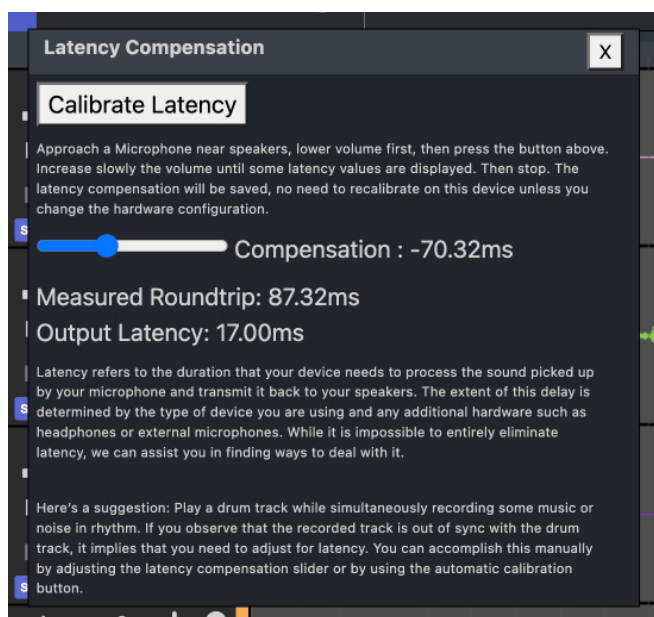 Latency Compensation
X
Calibrate Latency
Approach a Microphone near speakers, lower volume first, then press the button above.
Increase slowly the volume until some latency values are displayed. Then stop. The
latency compensation will be saved, no need to recalibrate on this device unless you
change the hardware configuration.
Compensation : -70.32ms
Measured Roundtrip: 87.32ms
Output Latency: 17.00ms
Latency refers to the duration that your device needs to process the sound picked up
by your microphone and transmit it back to your speakers. The extent of this delay is
determined by the type of device you are using and any additional hardware such as
headphones or external microphones. While it is impossible to entirely eliminate
latency, we can assist you in finding ways to deal with it.
Here's a suggestion: Play a drum track while simultaneously recording some music or
noise in rhythm. If you observe that the recorded track is out of sync with the drum
track, it implies that you need to adjust for latency. You can accomplish this manually
by adjusting the latency compensation slider or by using the automatic calibration
button.